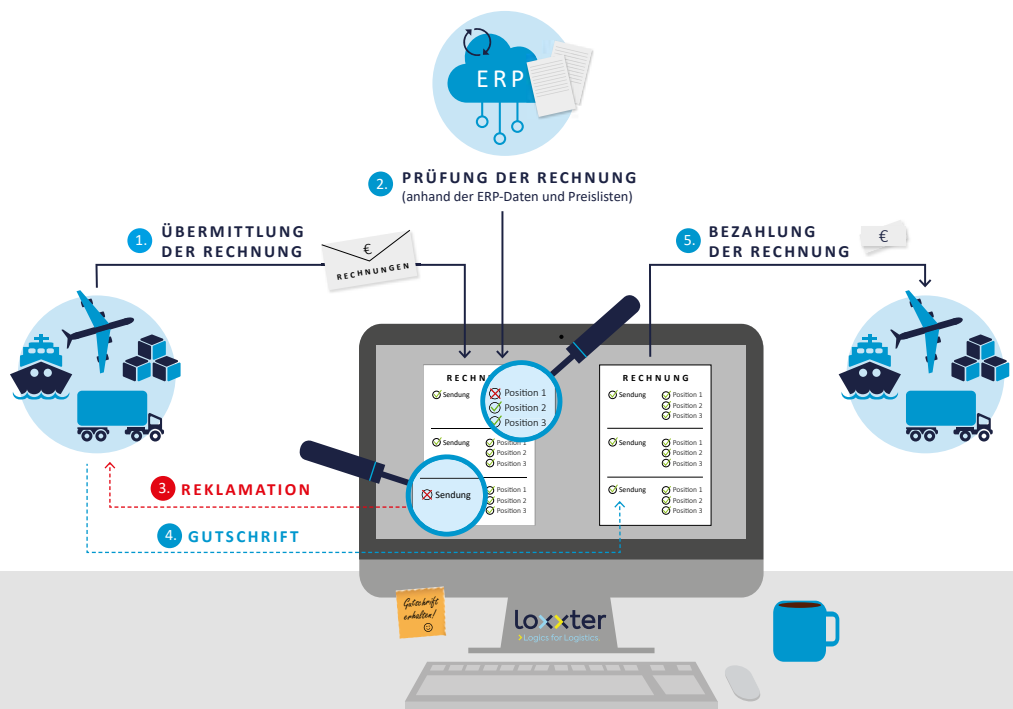 ERP
2. PRÜFUNG DER RECHNUNG
(anhand der ERP-Daten und Preislisten)
1. ÜBERMITTLUNG
DER RECHNUNG
€
RECHNUNGEN
5. BEZAHLUNG
DER RECHNUNG
€
RECHN
Sendung
Position 1
Position 2
Position 3
Sendung
Position 1
Position 2
Position 3
Sendung
Position 1
Position 2
Position 3
RECHNUNG
Sendung
Position 1
Position 2
Position 3
Sendung
Position 1
Position 2
Position 3
Sendung
Position 1
Position 2
Position 3
3. REKLAMATION
4. GUTSCHRIFT
Gutschrift
erhalten!
loxxter
Logics for Logistics.